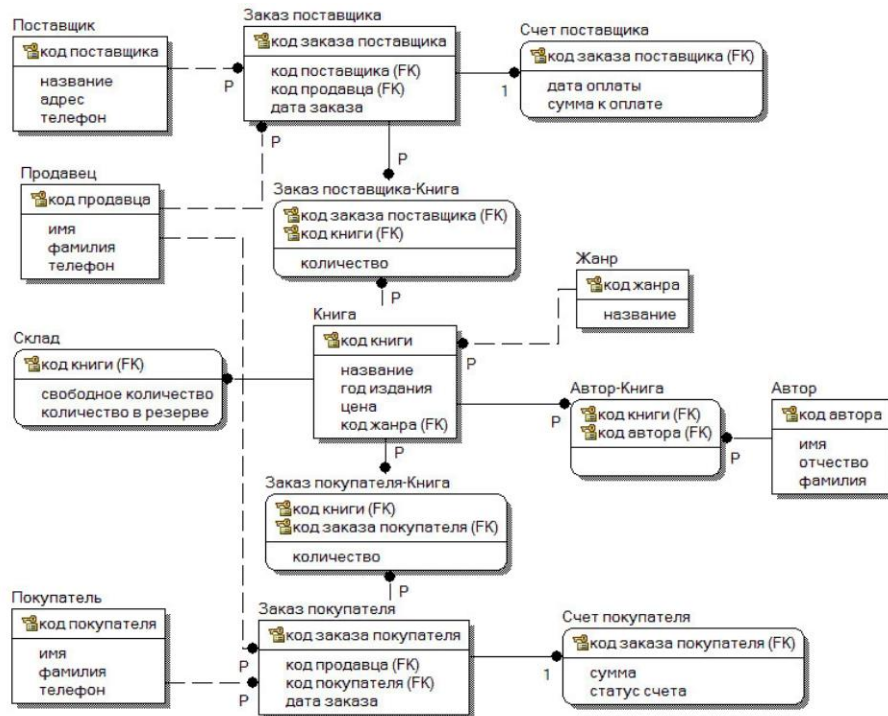 Поставщик
код поставщика
название
адрес
телефон
Заказ поставщика
код заказа поставщика
код поставщика (FK)
код продавца (FK)
дата заказа
Счет поставщика
код заказа поставщика (FK)
дата оплаты
сумма к оплате
P
1
P
P
Продавец
код продавца
имя
фамилия
телефон
Заказ поставщика-Книга
код заказа поставщика (FK)
код книги (FK)
количество
P
Жанр
код жанра
название
Книга
код книги
название
год издания
цена
код жанра (FK)
P
Склад
код книги (FK)
свободное количество
количество в резерве
Автор-Книга
код книги (FK)
код автора (FK)
P
P
Автор
код автора
имя
отчество
фамилия
P
Заказ покупателя-Книга
код книги (FK)
код заказа покупателя (FK)
количество
P
Покупатель
код покупателя
имя
фамилия
телефон
Заказ покупателя
код заказа покупателя
код продавца (FK)
код покупателя (FK)
дата заказа
P
P
Счет покупателя
код заказа покупателя (FK)
сумма
статус счета
1